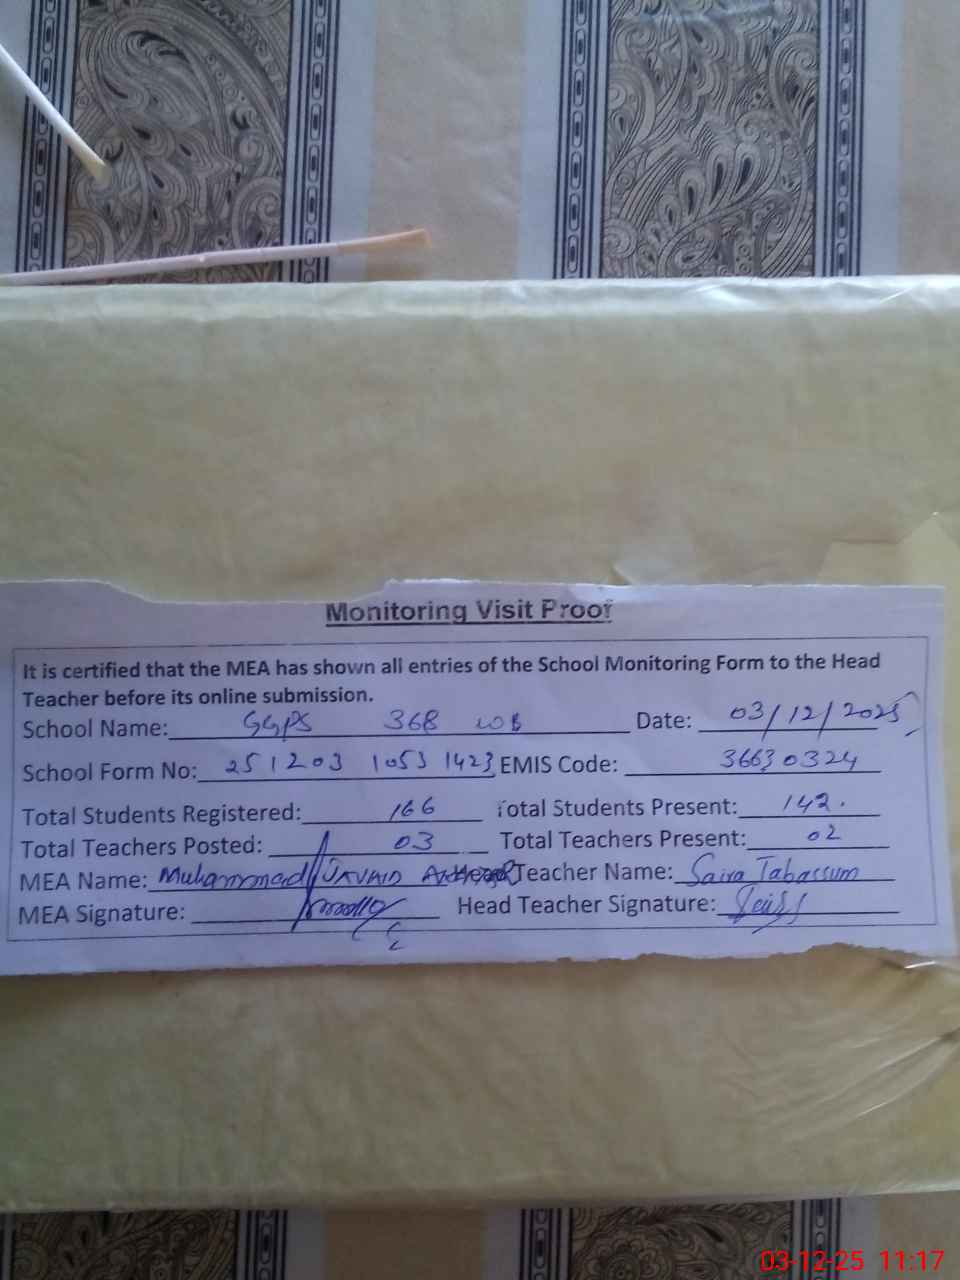 Monitoring Visit Proof
It is certified that the MEA has shown all entries of the School Monitoring Form to the Head
Teacher before its online submission.
School Name: GGPS 368 WB Date: 03/12/2025
School Form No: 251203 1053 1423 EMIS Code: 36630324
Total Students Registered: 166 Total Students Present: 142.
Total Teachers Posted: 03 Total Teachers Present: 02
MEA Name: Muhammad JAVAID Teacher Name: Saira Tabassum
MEA Signature: Head Teacher Signature:
03-12-25 11:17